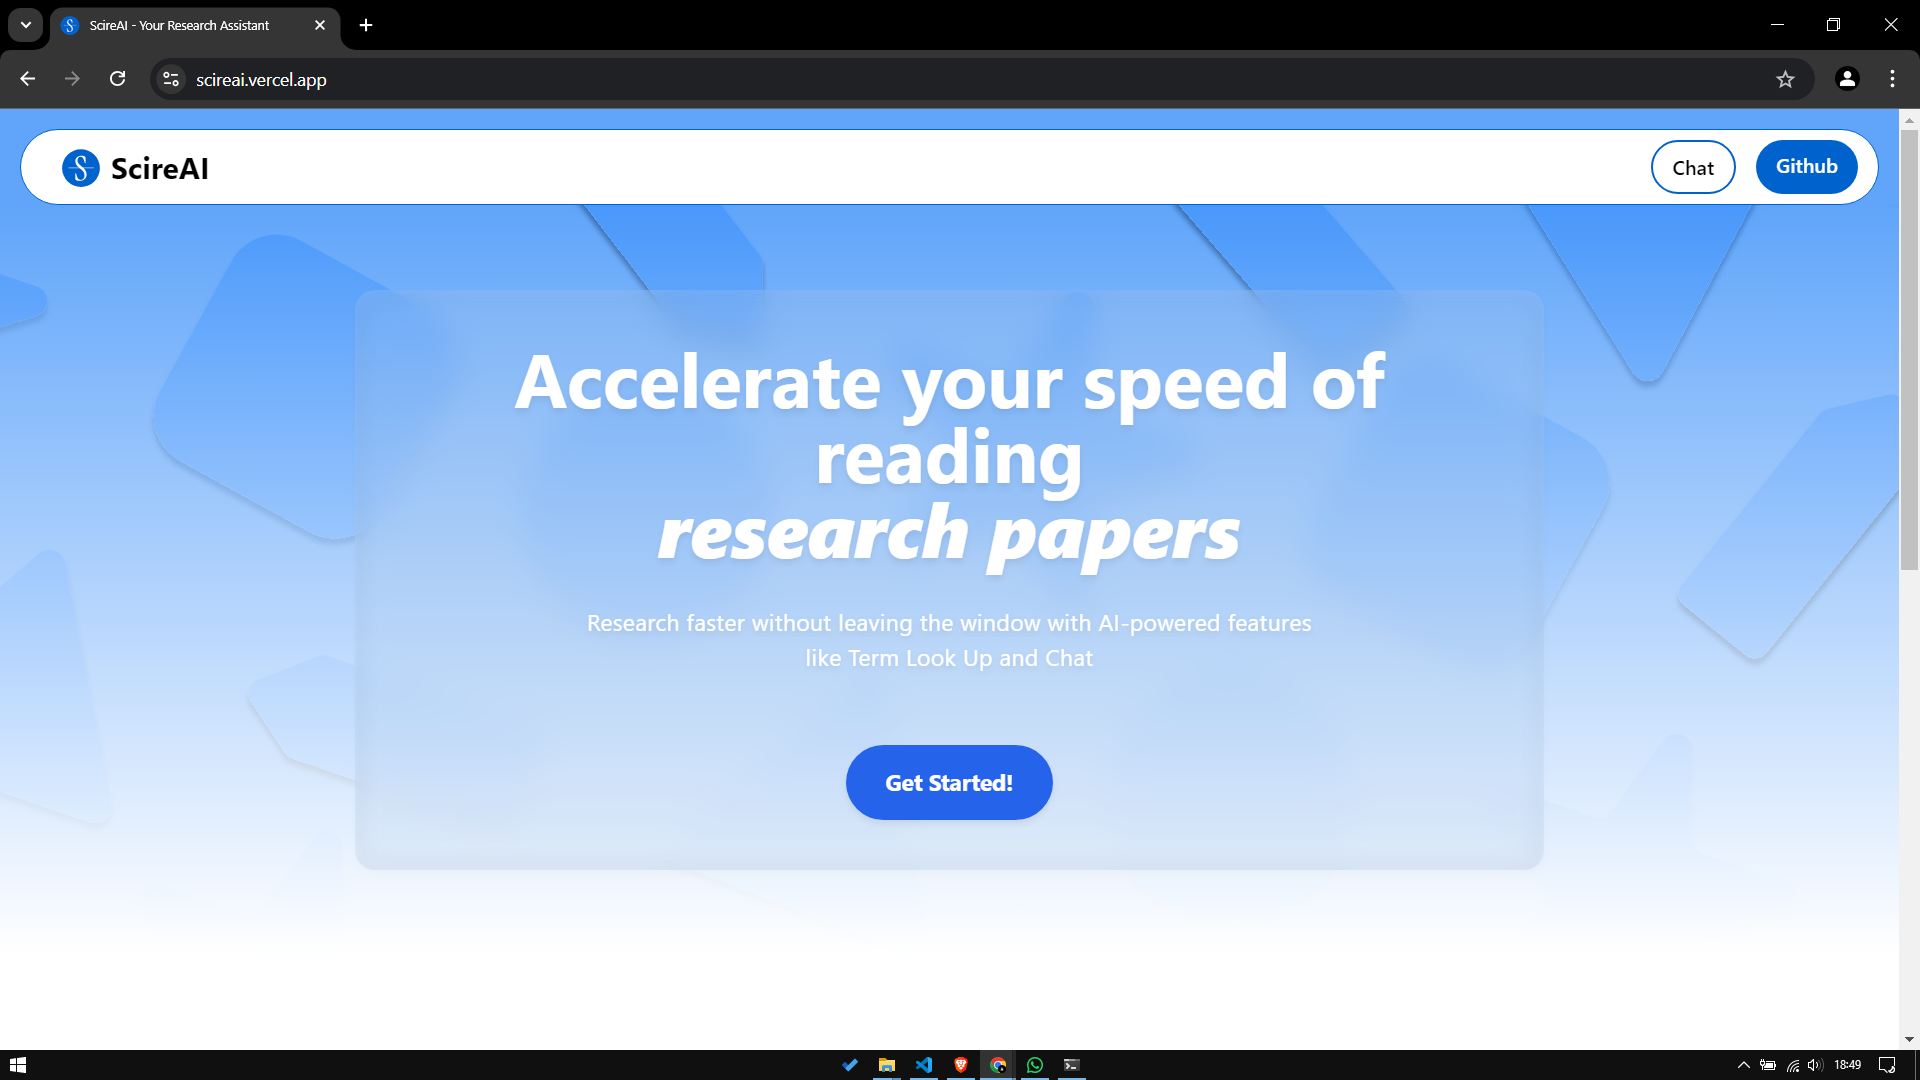 ScireAI - Your Research Assistant
scireai.vercel.app
ScireAI
Chat
Github
Accelerate your speed of
reading
research papers
Research faster without leaving the window with AI-powered features
like Term Look Up and Chat
Get Started!
18:49